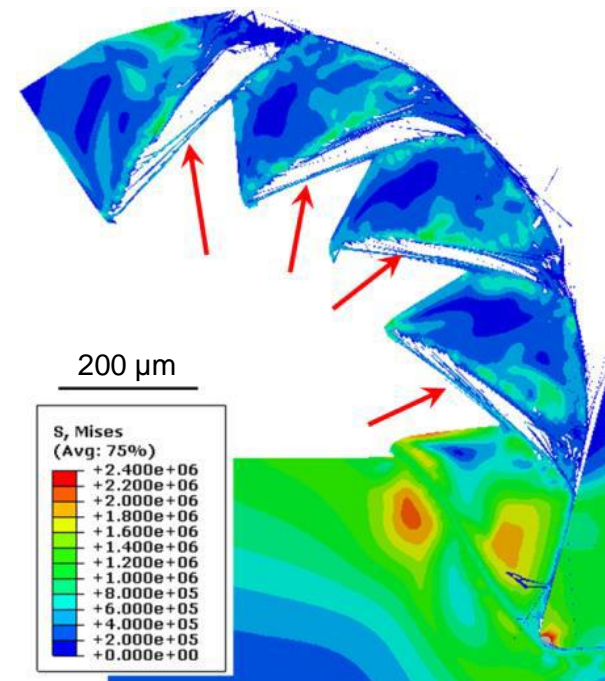 200 µm
S, Mises
(Avg: 75%)
+2.400e+06
+2.200e+06
+2.000e+06
+1.800e+06
+1.600e+06
+1.400e+06
+1.200e+06
+1.000e+06
+8.000e+05
+6.000e+05
+4.000e+05
+2.000e+05
+0.000e+00